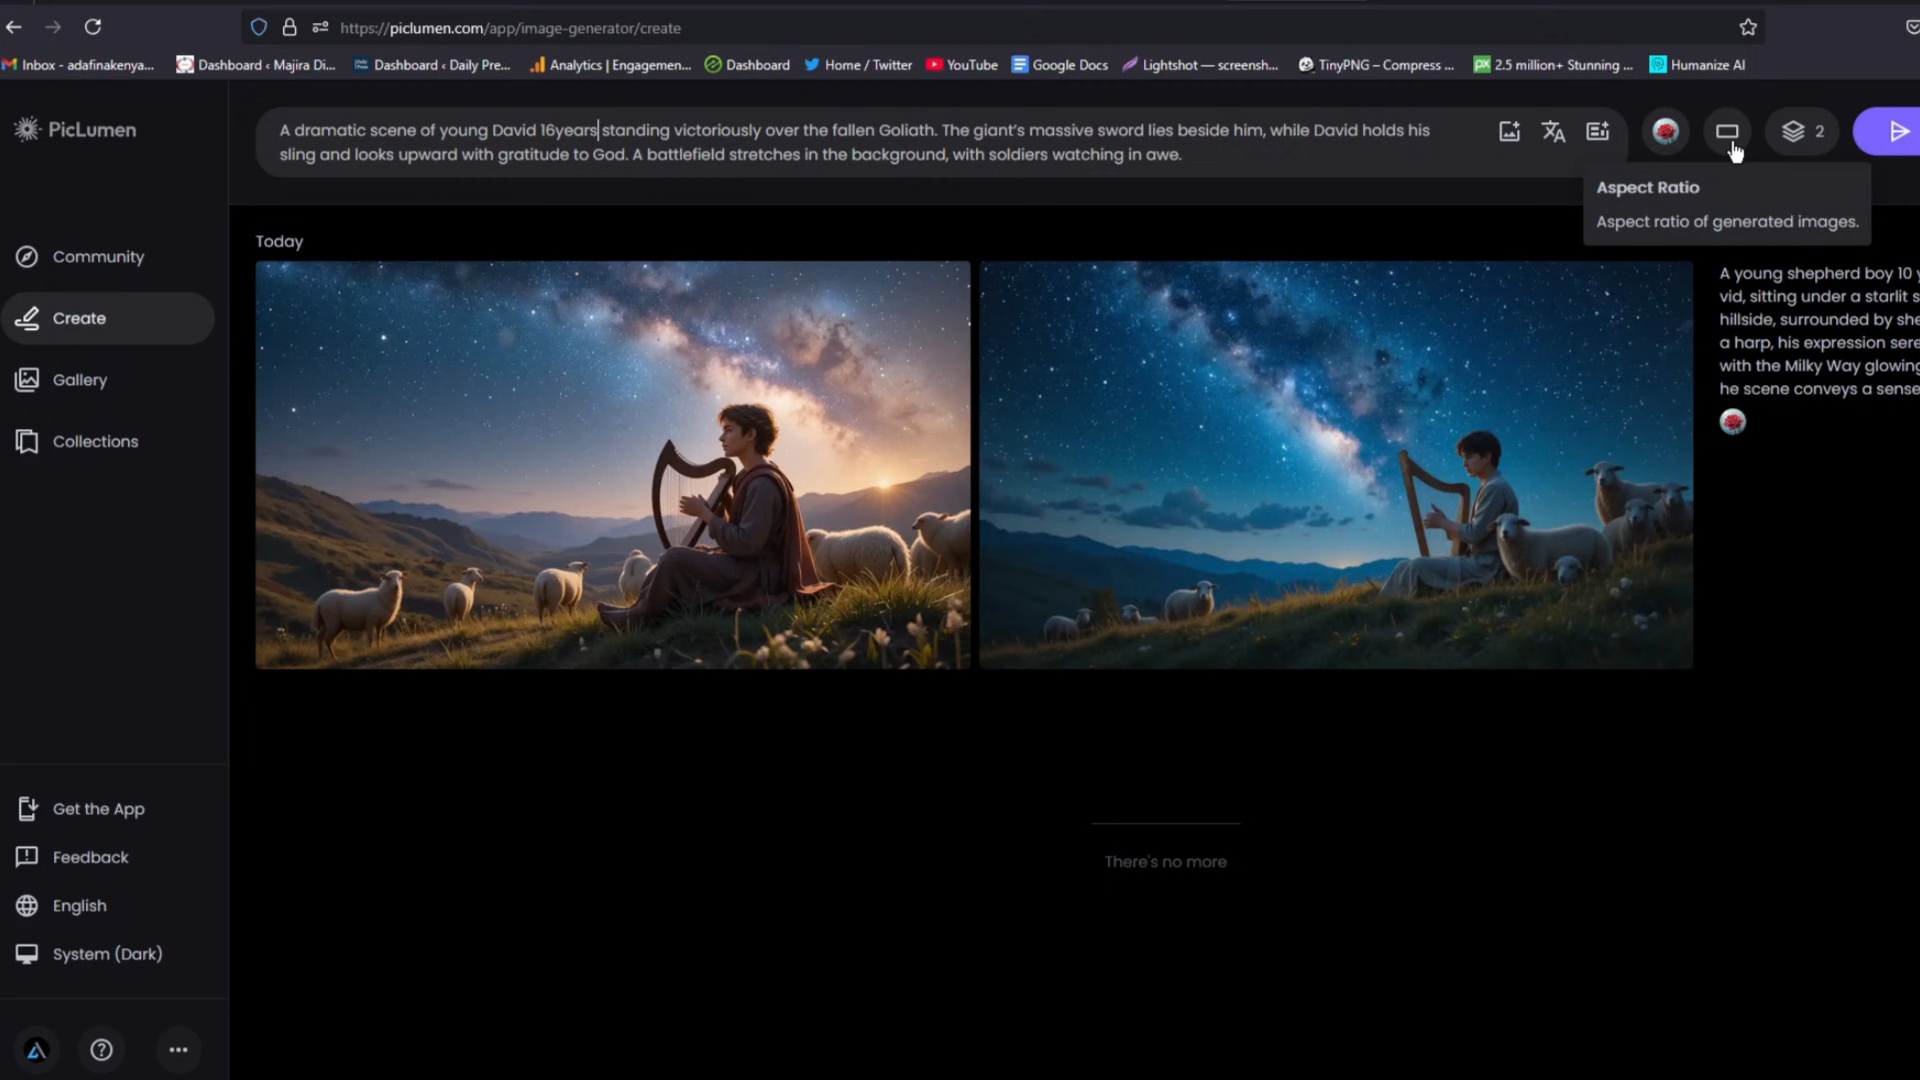 https://piclumen.com/app/image-generator/create
Inbox - adafinakenya...
Dashboard ‹ Majira Di...
Dashboard ‹ Daily Pre...
Analytics | Engagemen...
Dashboard
Home / Twitter
YouTube
Google Docs
Lightshot — screensh...
TinyPNG – Compress ...
2.5 million+ Stunning ...
Humanize AI
PicLumen
A dramatic scene of young David 16years standing victoriously over the fallen Goliath. The giant's massive sword lies beside him, while David holds his
sling and looks upward with gratitude to God. A battlefield stretches in the background, with soldiers watching in awe.
2
Aspect Ratio
Aspect ratio of generated images.
Community
Create
Gallery
Collections
Today
A young shepherd boy 10 y
vid, sitting under a starlit s
hillside, surrounded by she
a harp, his expression sere
with the Milky Way glowing
he scene conveys a sense
There's no more
Get the App
Feedback
English
System (Dark)